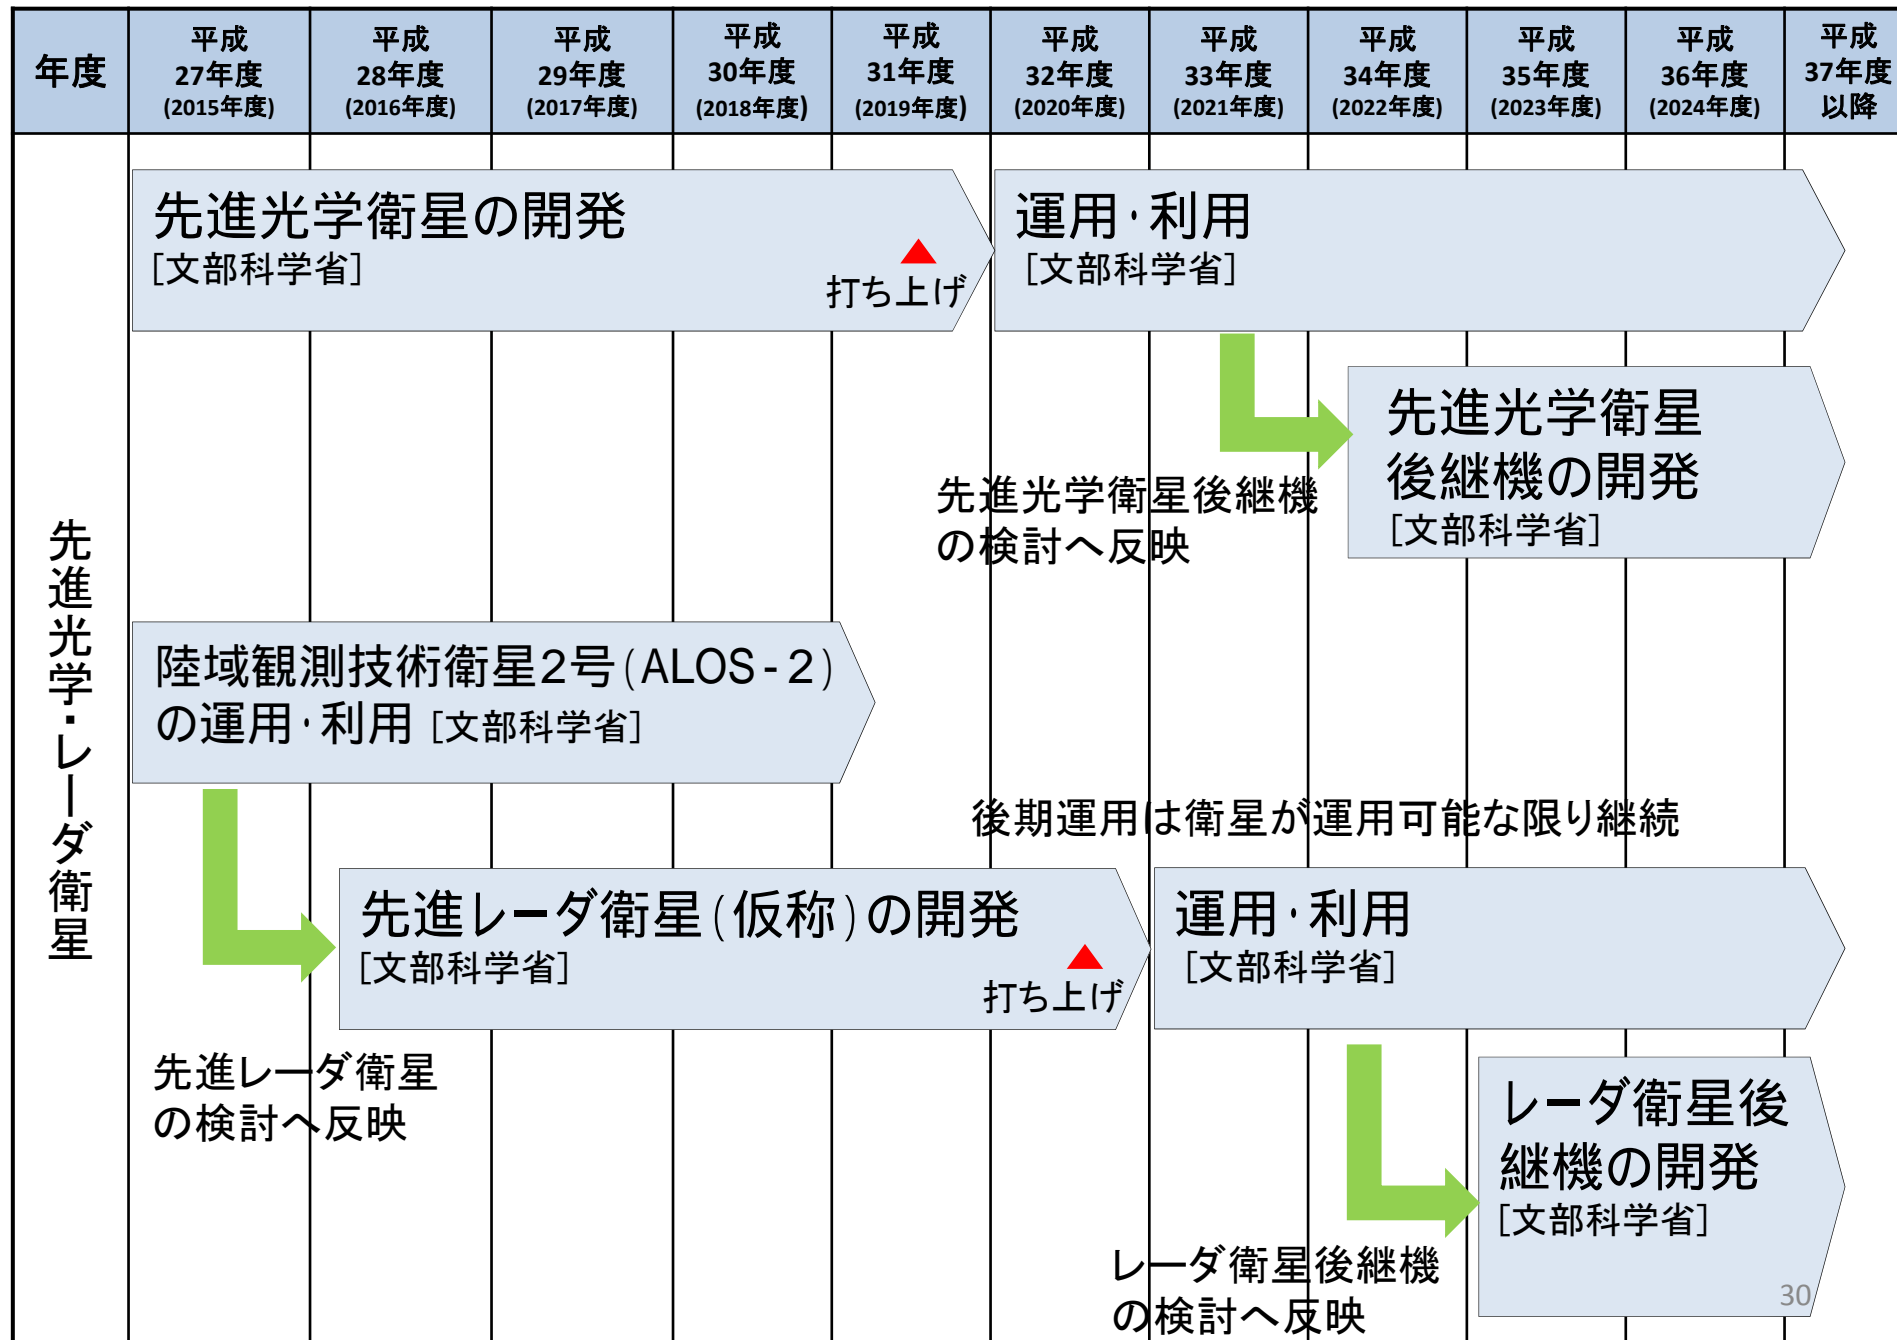 年度
平成
27年度
(2015年度)
平成
28年度
(2016年度)
平成
29年度
(2017年度)
平成
30年度
(2018年度)
平成
31年度
(2019年度)
平成
32年度
(2020年度)
平成
33年度
(2021年度)
平成
34年度
(2022年度)
平成
35年度
(2023年度)
平成
36年度
(2024年度)
平成
37年度
以降
先進光学・レーダ衛星
先進光学衛星の開発
[文部科学省]
打ち上げ
運用・利用
[文部科学省]
先進光学衛星後継機
の検討へ反映
先進光学衛星
後継機の開発
[文部科学省]
陸域観測技術衛星2号(ALOS-2)
の運用・利用 [文部科学省]
後期運用は衛星が運用可能な限り継続
先進レーダ衛星
の検討へ反映
先進レーダ衛星(仮称)の開発
[文部科学省]
打ち上げ
運用・利用
[文部科学省]
レーダ衛星後継機
の検討へ反映
レーダ衛星後
継機の開発
[文部科学省]
30